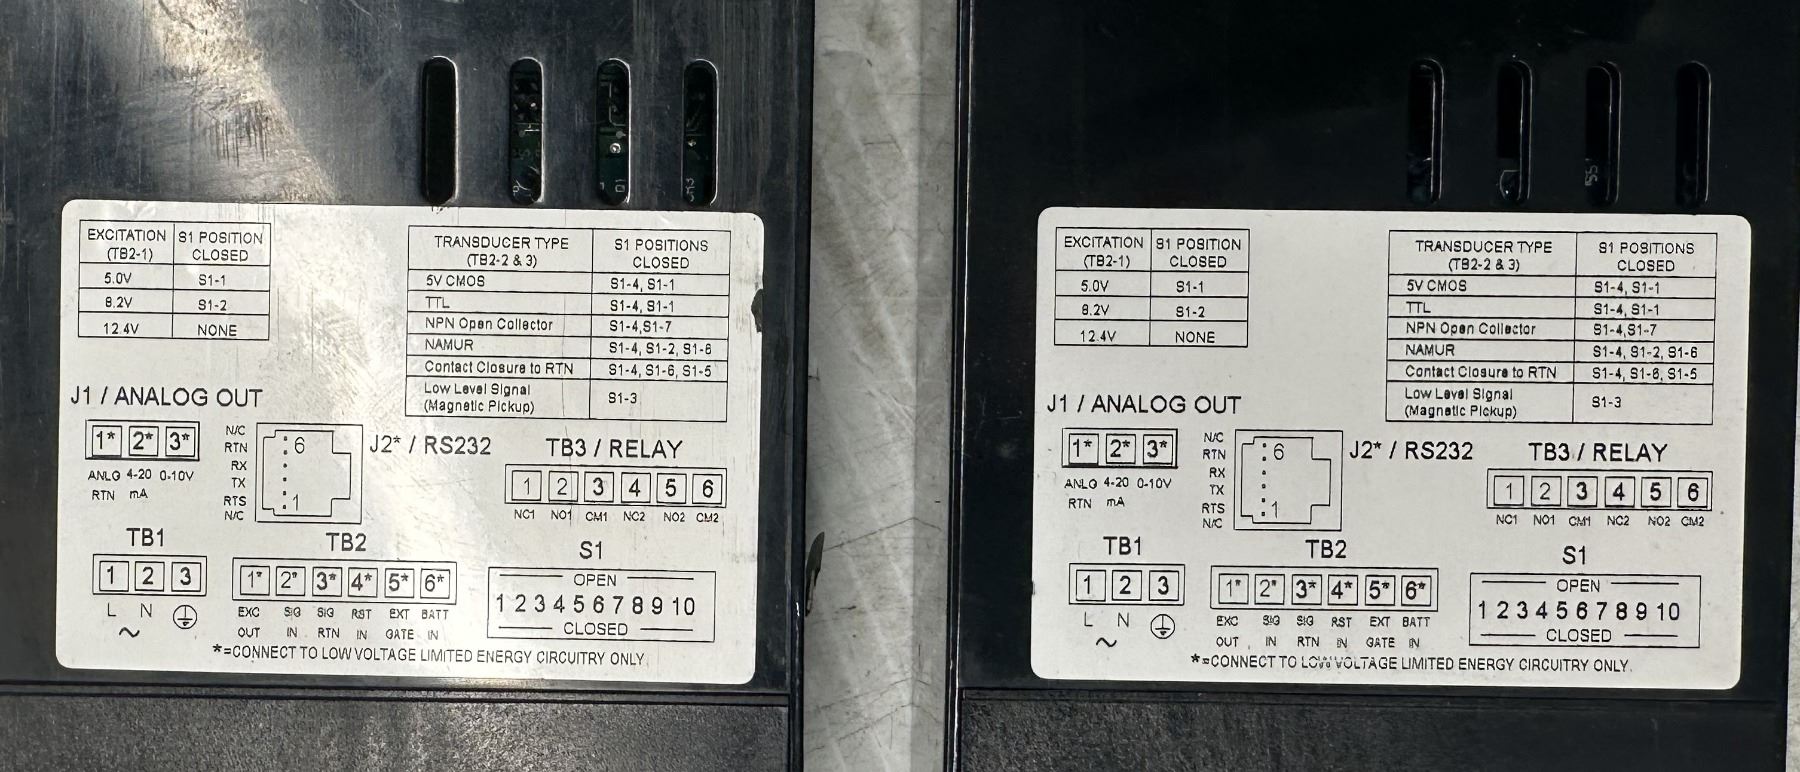 EXCITATION (TB2-1) | S1 POSITION CLOSED
5.0V | S1-1
8.2V | S1-2
12.4V | NONE
TRANSDUCER TYPE (TB2-2 & 3) | S1 POSITIONS CLOSED
5V CMOS | S1-4, S1-1
TTL | S1-4, S1-1
NPN Open Collector | S1-4,S1-7
NAMUR | S1-4, S1-2, S1-6
Contact Closure to RTN | S1-4, S1-6, S1-5
Low Level Signal (Magnetic Pickup) | S1-3
J1 / ANALOG OUT
1* 2* 3*
ANLG 4-20 0-10V
RTN mA
N/C
RTN
RX
TX
RTS
N/C
6
1
J2* / RS232
TB3 / RELAY
1 2 3 4 5 6
NC1 NO1 CM1 NC2 NO2 CM2
TB1
1 2 3
L N
TB2
1* 2* 3* 4* 5* 6*
EXC SIG SIG RST EXT BATT
OUT IN RTN IN GATE IN
S1
OPEN
1 2 3 4 5 6 7 8 9 10
CLOSED
*=CONNECT TO LOW VOLTAGE LIMITED ENERGY CIRCUITRY ONLY.
EXCITATION (TB2-1) | S1 POSITION CLOSED
5.0V | S1-1
8.2V | S1-2
12.4V | NONE
TRANSDUCER TYPE (TB2-2 & 3) | S1 POSITIONS CLOSED
5V CMOS | S1-4, S1-1
TTL | S1-4, S1-1
NPN Open Collector | S1-4,S1-7
NAMUR | S1-4, S1-2, S1-6
Contact Closure to RTN | S1-4, S1-6, S1-5
Low Level Signal (Magnetic Pickup) | S1-3
J1 / ANALOG OUT
1* 2* 3*
ANLG 4-20 0-10V
RTN mA
N/C
RTN
RX
TX
RTS
N/C
6
1
J2* / RS232
TB3 / RELAY
1 2 3 4 5 6
NC1 NO1 CM1 NC2 NO2 CM2
TB1
1 2 3
L N
TB2
1* 2* 3* 4* 5* 6*
EXC SIG SIG RST EXT BATT
OUT IN RTN IN GATE IN
S1
OPEN
1 2 3 4 5 6 7 8 9 10
CLOSED
*=CONNECT TO LOW VOLTAGE LIMITED ENERGY CIRCUITRY ONLY.